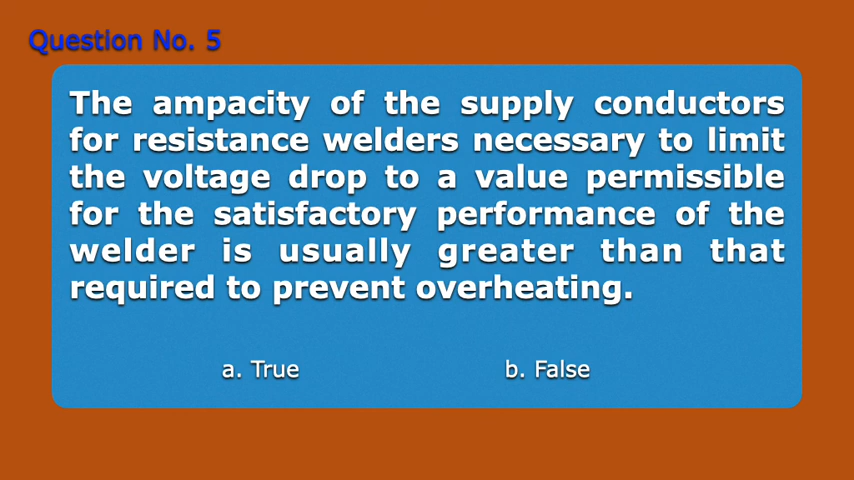 Question No. 5
The ampacity of the supply conductors
for resistance welders necessary to limit
the voltage drop to a value permissible
for the satisfactory performance of the
welder is usually greater than that
required to prevent overheating.
a. True b. False